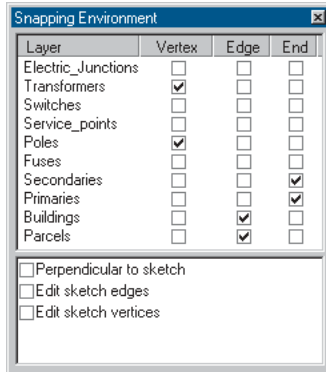 Snapping Environment
Layer Vertex Edge End
Electric_Junctions
Transformers
Switches
Service_points
Poles
Fuses
Secondaries
Primaries
Buildings
Parcels
Perpendicular to sketch
Edit sketch edges
Edit sketch vertices